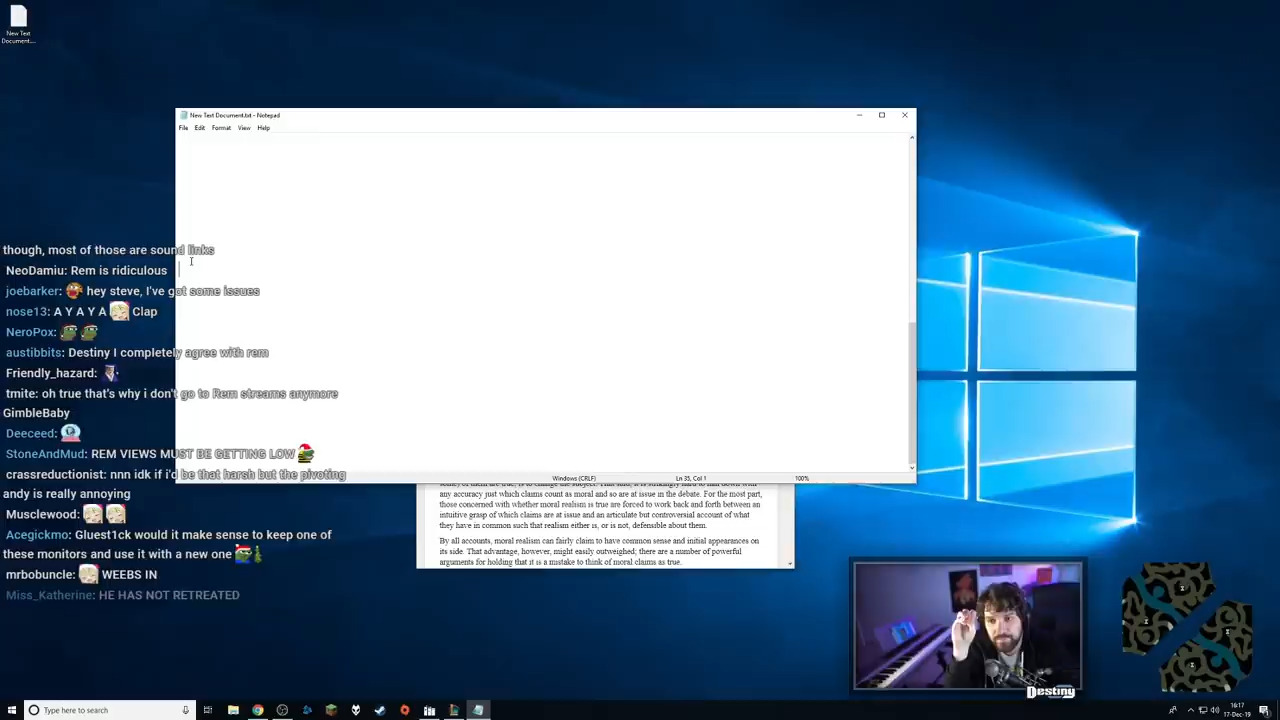 New Text
Document....
New Text Document.txt - Notepad
File Edit Format View Help
though, most of those are sound links
NeoDamiu: Rem is ridiculous
joebarker: hey steve, I've got some issues
nose13: A Y A Y A Clap
NeroPox:
austibbits: Destiny I completely agree with rem
Friendly_hazard:
tmite: oh true that's why i don't go to Rem streams anymore
GimbleBaby
Deeceed:
StoneAndMud: REM VIEWS MUST BE GETTING LOW
crassreductionist: nnn idk if i'd be that harsh but the pivoting
andy is really annoying
Musclewod:
Acegickmo: Gluest1ck would it make sense to keep one of
these monitors and use it with a new one
mrbobuncle: WEEBS IN
Miss_Katherine: HE HAS NOT RETREATED
Windows (CRLF) Ln 35, Col 1 100%
any accuracy just which claims count as moral and so are at issue in the debate. For the most part,
those concerned with whether moral realism is true are forced to work back and forth between an
intuitive grasp of which claims are at issue and an articulate but controversial account of what
they have in common such that realism either is, or is not, defensible about them.
By all accounts, moral realism can fairly claim to have common sense and initial appearances on
its side. That advantage, however, might easily outweighed; there are a number of powerful
arguments for holding that it is a mistake to think of moral claims as true.
Destiny
Type here to search
16:17
17-Dec-19